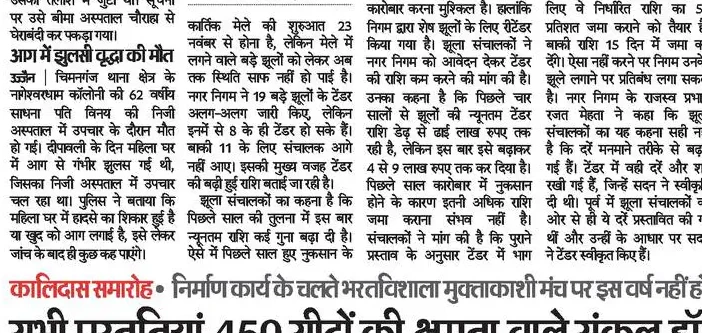 पर उसे बीमा अस्पताल चौराहा से
घेराबंदी कर पकड़ा गया।
आग में झुलसी वृद्धा की मौत
उज्जैन | चिमनगंज थाना क्षेत्र के
नागेश्वरधाम कॉलोनी की 62 वर्षीय
साधना पति विनय की निजी
अस्पताल में उपचार के दौरान मौत
हो गई। दीपावली के दिन महिला घर
में आग से गंभीर झुलस गई थी,
जिसका निजी अस्पताल में उपचार
चल रहा था। पुलिस ने बताया कि
महिला घर में हादसे का शिकार हुई है
या खुद को आग लगाई है, इसे लेकर
जांच के बाद ही कुछ कह पाएंगे।
कार्तिक मेले की शुरुआत 23
नवंबर से होना है, लेकिन मेले में
लगने वाले बड़े झूलों को लेकर अब
तक स्थिति साफ नहीं हो पाई है।
नगर निगम ने 19 बड़े झूलों के टेंडर
अलग-अलग जारी किए, लेकिन
इनमें से 8 के ही टेंडर हो सके हैं।
बाकी 11 के लिए संचालक आगे
नहीं आए। इसकी मुख्य वजह टेंडर
की बढ़ी हुई राशि बताई जा रही है।
झूला संचालकों का कहना है कि
पिछले साल की तुलना में इस बार
न्यूनतम राशि कई गुना बढ़ा दी है।
ऐसे में पिछले साल हुए नुकसान के
कारोबार करना मुश्किल है। हालांकि
निगम द्वारा शेष झूलों के लिए रीटेंडर
किया गया है। झूला संचालकों ने
नगर निगम को आवेदन देकर टेंडर
की राशि कम करने की मांग की है।
उनका कहना है कि पिछले चार
सालों से झूलों की न्यूनतम टेंडर
राशि डेढ़ से ढाई लाख रुपए तक
रही है, लेकिन इस बार इसे बढ़ाकर
4 से 9 लाख रुपए तक कर दिया है।
पिछले साल कारोबार में नुकसान
होने के कारण इतनी अधिक राशि
जमा कराना संभव नहीं है।
संचालकों ने मांग की है कि पुराने
प्रस्ताव के अनुसार टेंडर में भाग
लिए वे निर्धारित राशि का 5
प्रतिशत जमा कराने को तैयार
बाकी राशि 15 दिन में जमा
देंगे। ऐसा नहीं करने पर निगम उनके
झूले लगाने पर प्रतिबंध लगा सक
है। नगर निगम के राजस्व प्रभा
रजत मेहता ने कहा कि झू
संचालकों का यह कहना सही न
है कि दरें मनमाने तरीके से बढ़
गई हैं। टेंडर में वही दरें और श
रखी गई हैं, जिन्हें सदन ने स्वीकृ
दी थी। पूर्व में झूला संचालकों
ओर से ही ये दरें प्रस्तावित की
थीं और उन्हीं के आधार पर सद
ने टेंडर स्वीकृत किए हैं।
कालिदास समारोह • निर्माण कार्य के चलते भरतविशाला मुक्ताकाशी मंच पर इस वर्ष नहीं ह